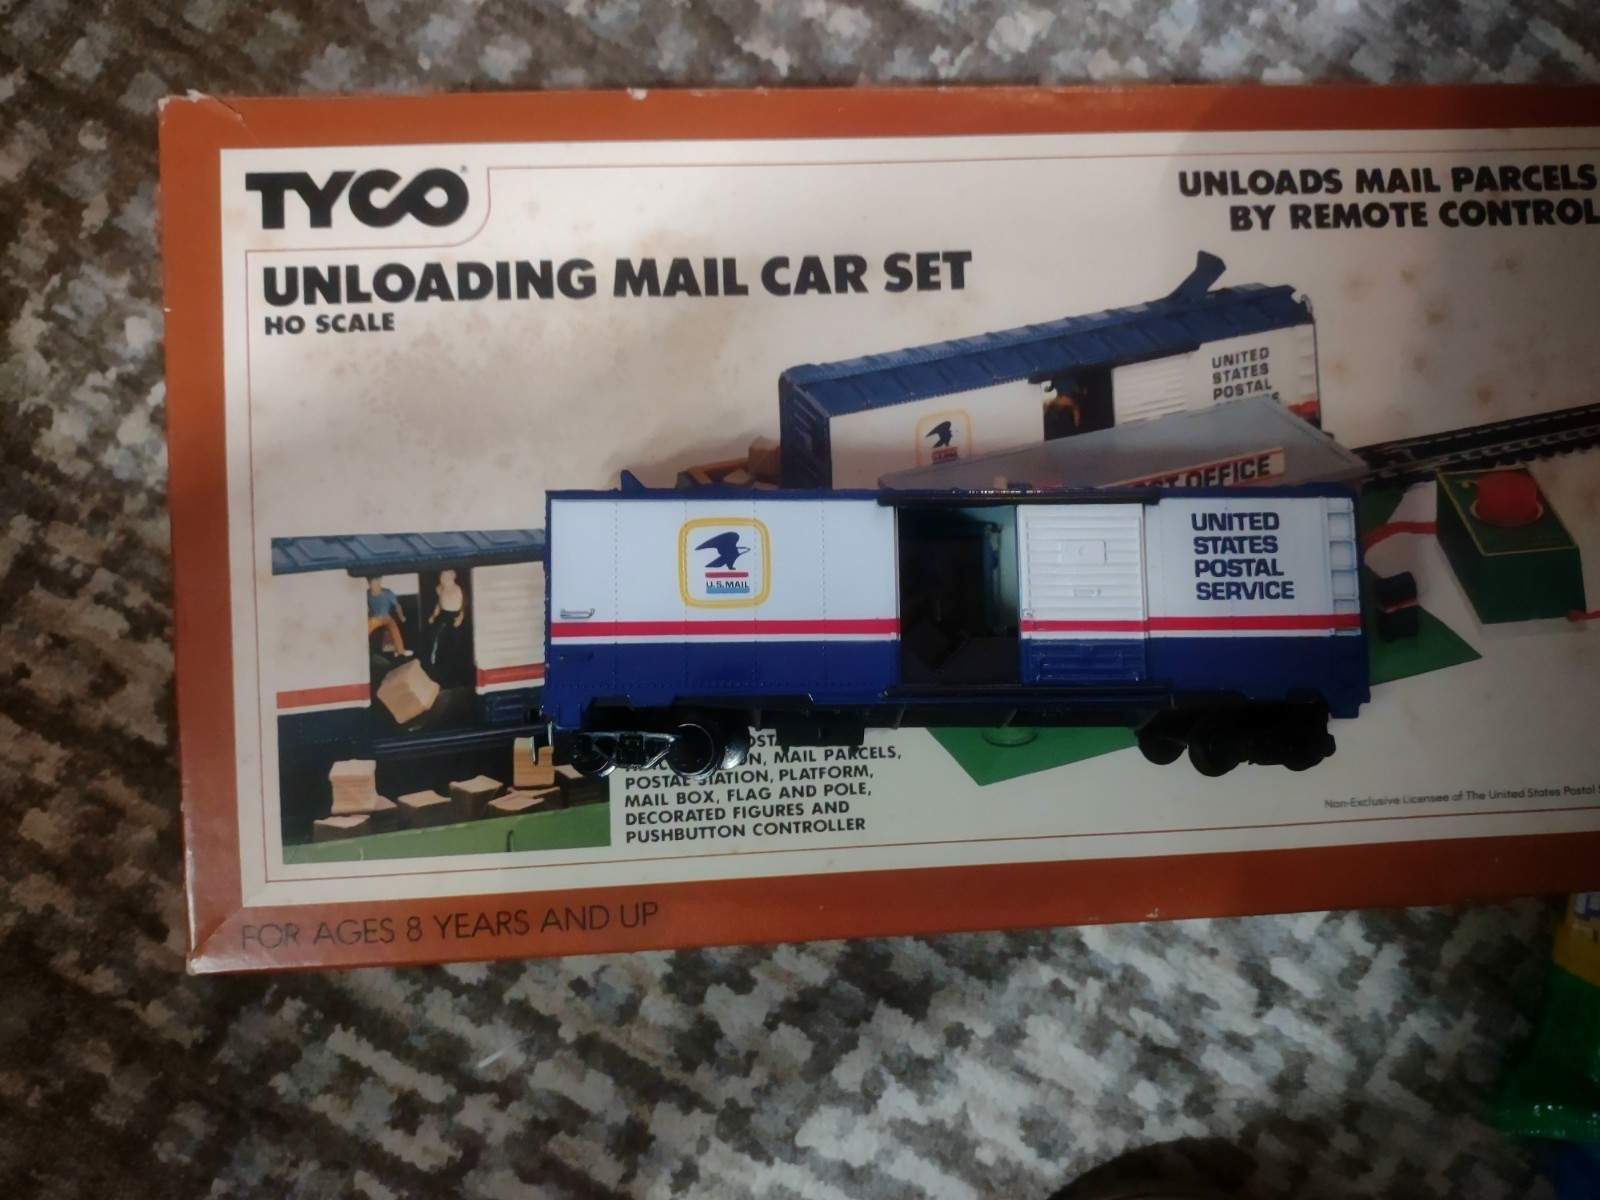 TYCO
UNLOADS MAIL PARCELS
BY REMOTE CONTROL
UNLOADING MAIL CAR SET
HO SCALE
UNITED
STATES
POSTAL
OFFICE
U.S. MAIL
UNITED
STATES
POSTAL
SERVICE
MAIL PARCELS,
POSTAL STATION, PLATFORM,
MAIL BOX, FLAG AND POLE,
DECORATED FIGURES AND
PUSHBUTTON CONTROLLER
Non-Exclusive Licensee of The United States Postal
FOR AGES 8 YEARS AND UP